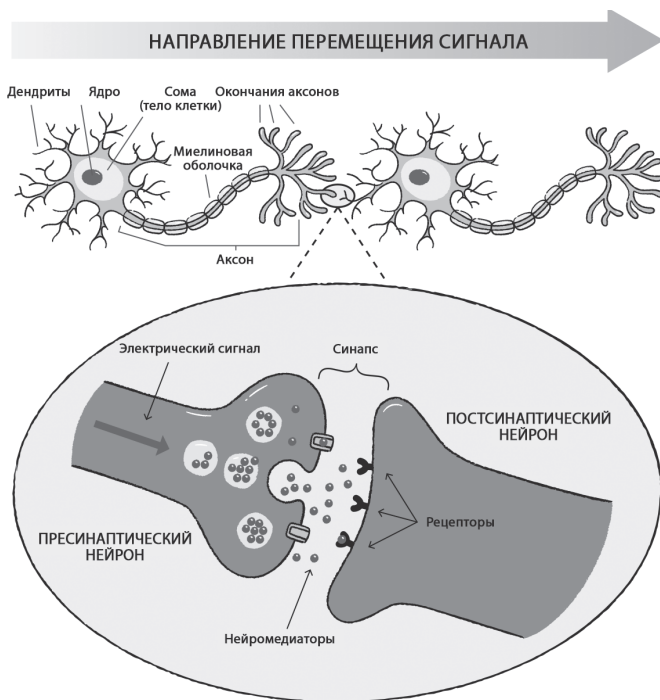 НАПРАВЛЕНИЕ ПЕРЕМЕЩЕНИЯ СИГНАЛА
Дендриты
Ядро
Сома
(тело клетки)
Окончания аксонов
Миелиновая
оболочка
Аксон
Электрический сигнал
Синапс
ПОСТСИНАПТИЧЕСКИЙ
НЕЙРОН
Рецепторы
ПРЕСИНАПТИЧЕСКИЙ
НЕЙРОН
Нейромедиаторы